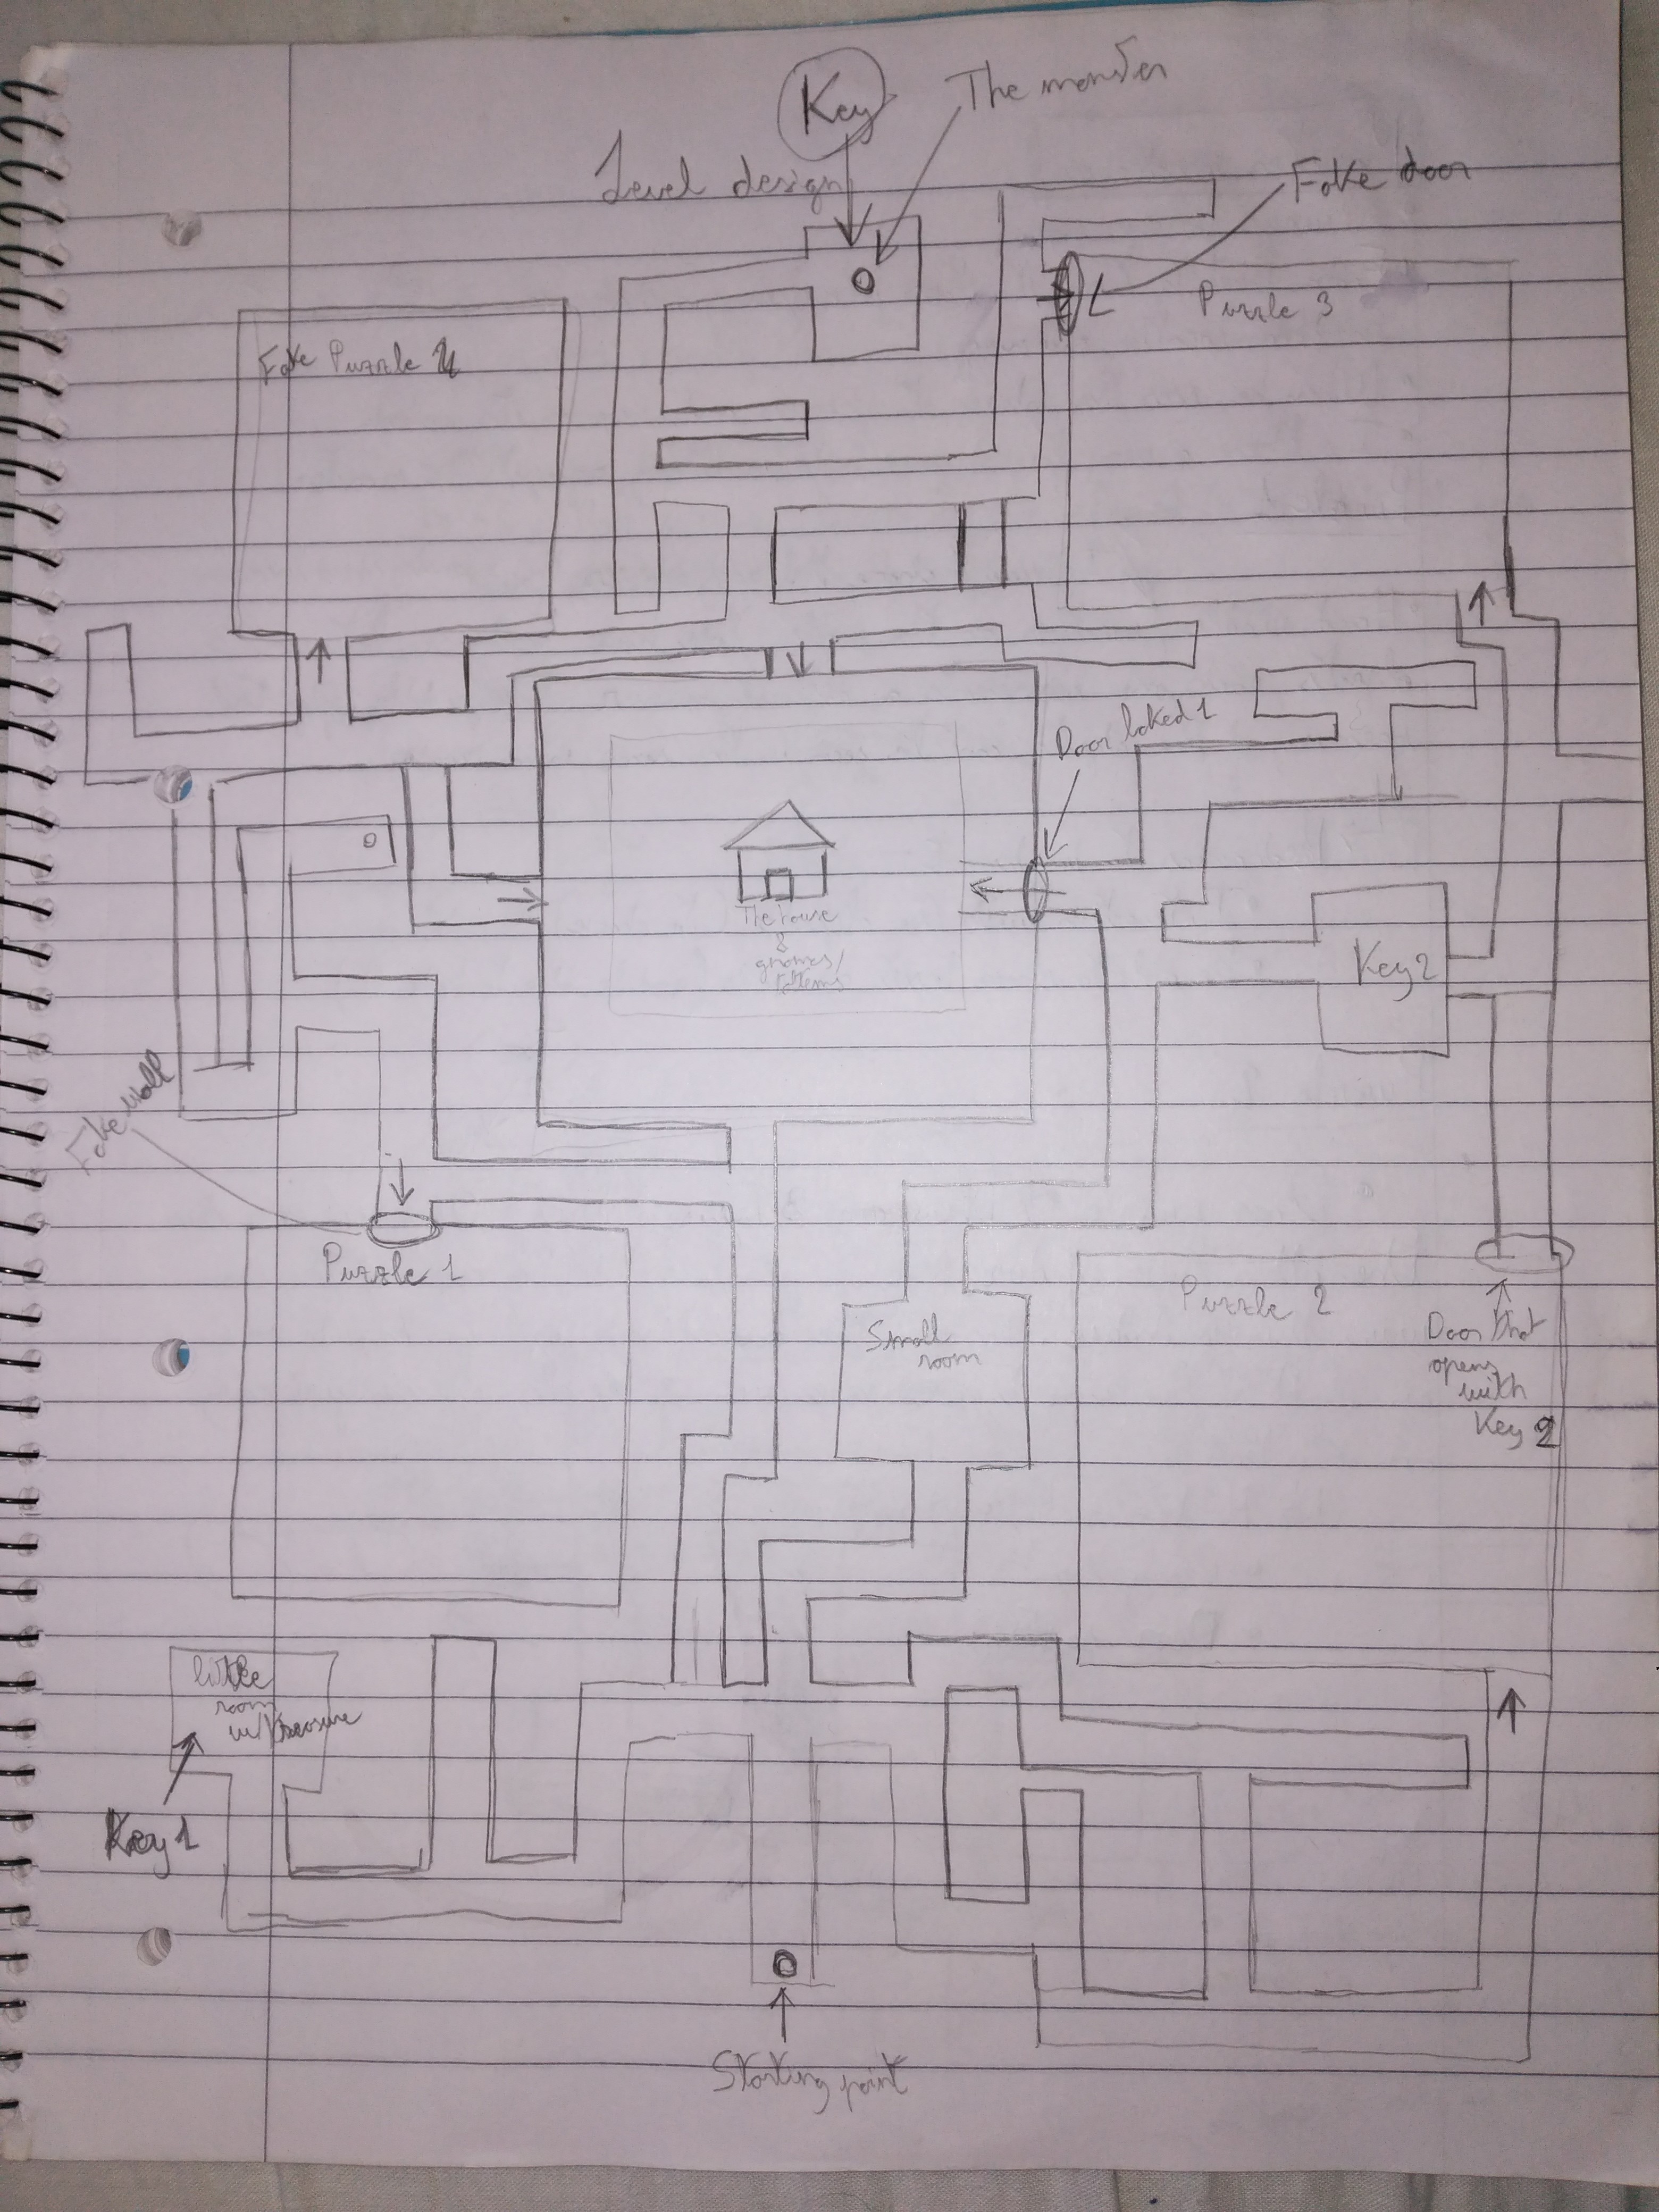 Key
The monster
Level design
Fake door
Puzzle 3
Fake Puzzle 4
Door locked 1
The house
&
gnomes/
totems
Key 2
Fake wall
Puzzle 1
Puzzle 2
Small
room
Door that
opens
with
Key 2
little
room
w/treasure
Key 1
Starting point